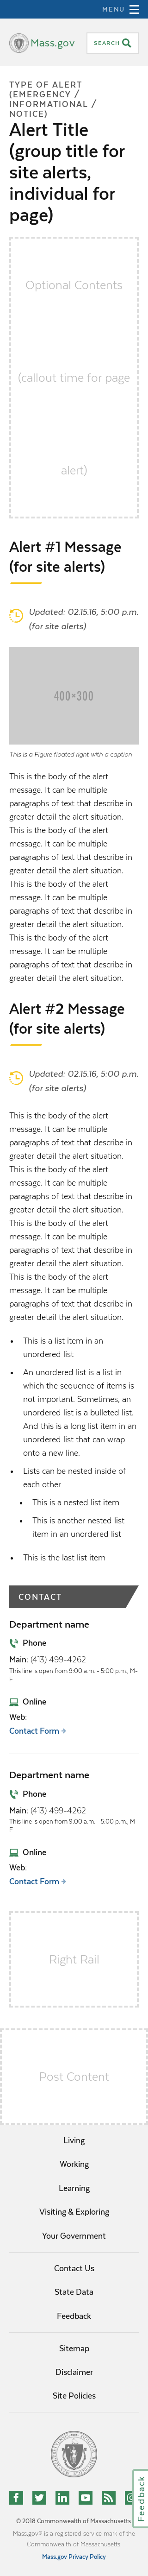 MENU
Mass.gov
SEARCH
TYPE OF ALERT
(EMERGENCY /
INFORMATIONAL /
NOTICE)
Alert Title
(group title for
site alerts,
individual for
page)
Optional Contents
(callout time for page
alert)
Alert #1 Message
(for site alerts)
Updated: 02.15.16, 5:00 p.m.
(for site alerts)
400×300
This is a Figure floated right with a caption
This is the body of the alert
message. It can be multiple
paragraphs of text that describe in
greater detail the alert situation.
This is the body of the alert
message. It can be multiple
paragraphs of text that describe in
greater detail the alert situation.
This is the body of the alert
message. It can be multiple
paragraphs of text that describe in
greater detail the alert situation.
This is the body of the alert
message. It can be multiple
paragraphs of text that describe in
greater detail the alert situation.
Alert #2 Message
(for site alerts)
Updated: 02.15.16, 5:00 p.m.
(for site alerts)
This is the body of the alert
message. It can be multiple
paragraphs of text that describe in
greater detail the alert situation.
This is the body of the alert
message. It can be multiple
paragraphs of text that describe in
greater detail the alert situation.
This is the body of the alert
message. It can be multiple
paragraphs of text that describe in
greater detail the alert situation.
This is the body of the alert
message. It can be multiple
paragraphs of text that describe in
greater detail the alert situation.
• This is a list item in an
unordered list
• An unordered list is a list in
which the sequence of items is
not important. Sometimes, an
unordered list is a bulleted list.
And this is a long list item in an
unordered list that can wrap
onto a new line.
• Lists can be nested inside of
each other
• This is a nested list item
• This is another nested list
item in an unordered list
• This is the last list item
CONTACT
Department name
Phone
Main: (413) 499-4262
This line is open from 9:00 a.m. - 5:00 p.m., M-
F
Online
Web:
Contact Form
Department name
Phone
Main: (413) 499-4262
This line is open from 9:00 a.m. - 5:00 p.m., M-
F
Online
Web:
Contact Form
Right Rail
Post Content
Living
Working
Learning
Visiting & Exploring
Your Government
Contact Us
State Data
Feedback
Sitemap
Disclaimer
Site Policies
Feedback
© 2018 Commonwealth of Massachusetts
Mass.gov® is a registered service mark of the
Commonwealth of Massachusetts.
Mass.gov Privacy Policy